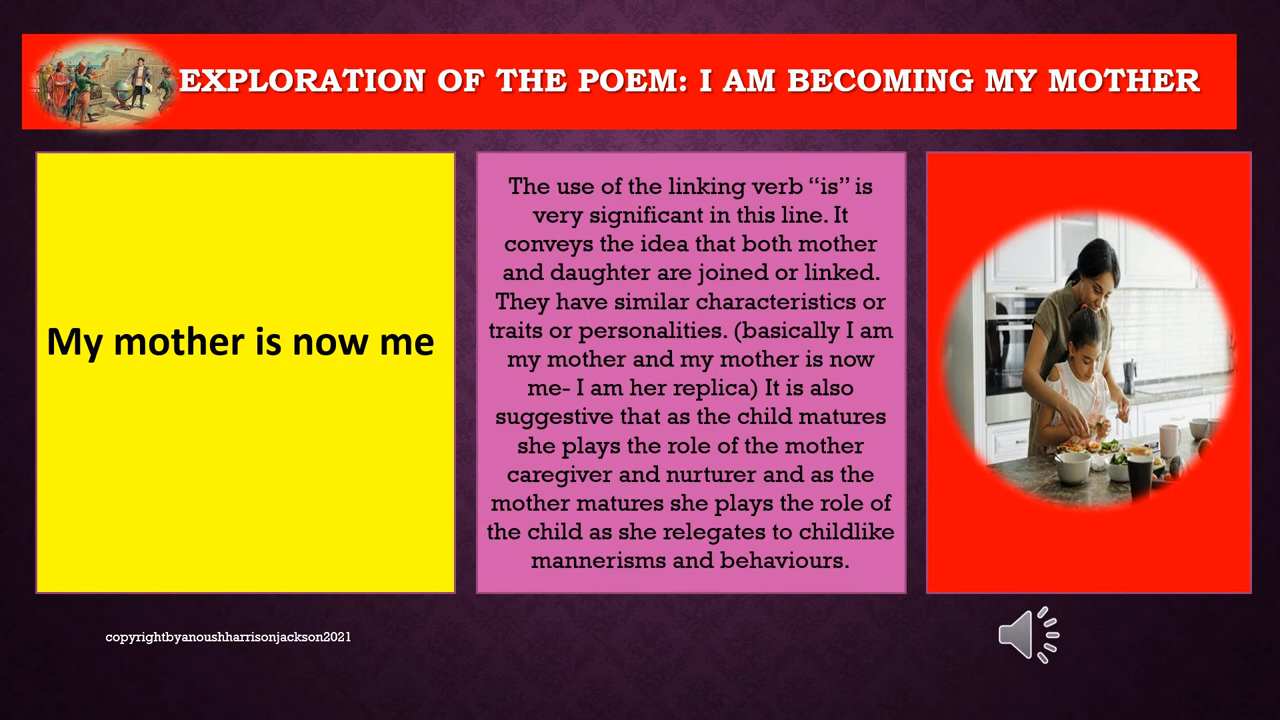 EXPLORATION OF THE POEM: I AM BECOMING MY MOTHER
My mother is now me
The use of the linking verb “is” is
very significant in this line. It
conveys the idea that both mother
and daughter are joined or linked.
They have similar characteristics or
traits or personalities. (basically I am
my mother and my mother is now
me- I am her replica) It is also
suggestive that as the child matures
she plays the role of the mother
caregiver and nurturer and as the
mother matures she plays the role of
the child as she relegates to childlike
mannerisms and behaviours.
copyrightbyanoushharrisonjackson2021